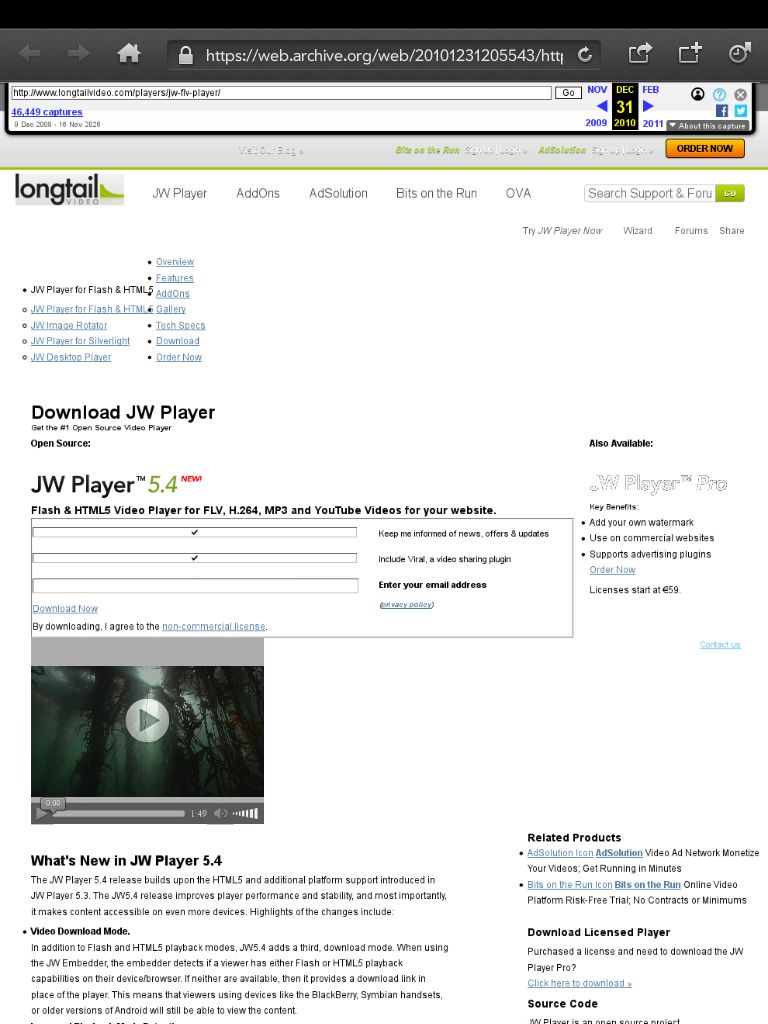 https://web.archive.org/web/20101231205543/http
http://www.longtailvideo.com/players/jw-flv-player/
Go
NOV DEC FEB
46,449 captures
31
9 Dec 2008 - 16 Nov 2026
2009 2010 2011
About this capture
Visit Our Blog »
Bits on the Run Sign Up | Login »
AdSolution Sign Up | Login »
ORDER NOW
longtail VIDEO
JW Player AddOns AdSolution Bits on the Run OVA
Search Support & Foru GO
Try JW Player Now Wizard Forums Share
JW Player for Flash & HTML5
JW Player for Flash & HTML5
JW Image Rotator
JW Player for Silverlight
JW Desktop Player
Overview
Features
AddOns
Gallery
Tech Specs
Download
Order Now
Download JW Player
Get the #1 Open Source Video Player
Open Source:
JW Player™ 5.4 NEW!
Flash & HTML5 Video Player for FLV, H.264, MP3 and YouTube Videos for your website.
Keep me informed of news, offers & updates
Include Viral, a video sharing plugin
Enter your email address
Download Now
(privacy policy)
By downloading, I agree to the non-commercial license.
Also Available:
JW Player™ Pro
Key Benefits:
Add your own watermark
Use on commercial websites
Supports advertising plugins
Order Now
Licenses start at €59.
Contact us
0:00
1:49
What's New in JW Player 5.4
The JW Player 5.4 release builds upon the HTML5 and additional platform support introduced in
JW Player 5.3. The JW5.4 release improves player performance and stability, and most importantly,
it makes content accessible on even more devices. Highlights of the changes include:
Video Download Mode.
In addition to Flash and HTML5 playback modes, JW5.4 adds a third, download mode. When using
the JW Embedder, the embedder detects if a viewer has either Flash or HTML5 playback
capabilities on their device/browser. If neither are available, then it provides a download link in
place of the player. This means that viewers using devices like the BlackBerry, Symbian handsets,
or older versions of Android will still be able to view the content.
Related Products
AdSolution Icon AdSolution Video Ad Network Monetize
Your Videos; Get Running in Minutes
Bits on the Run Icon Bits on the Run Online Video
Platform Risk-Free Trial; No Contracts or Minimums
Download Licensed Player
Purchased a license and need to download the JW
Player Pro?
Click here to download »
Source Code
JW Player is an open source project